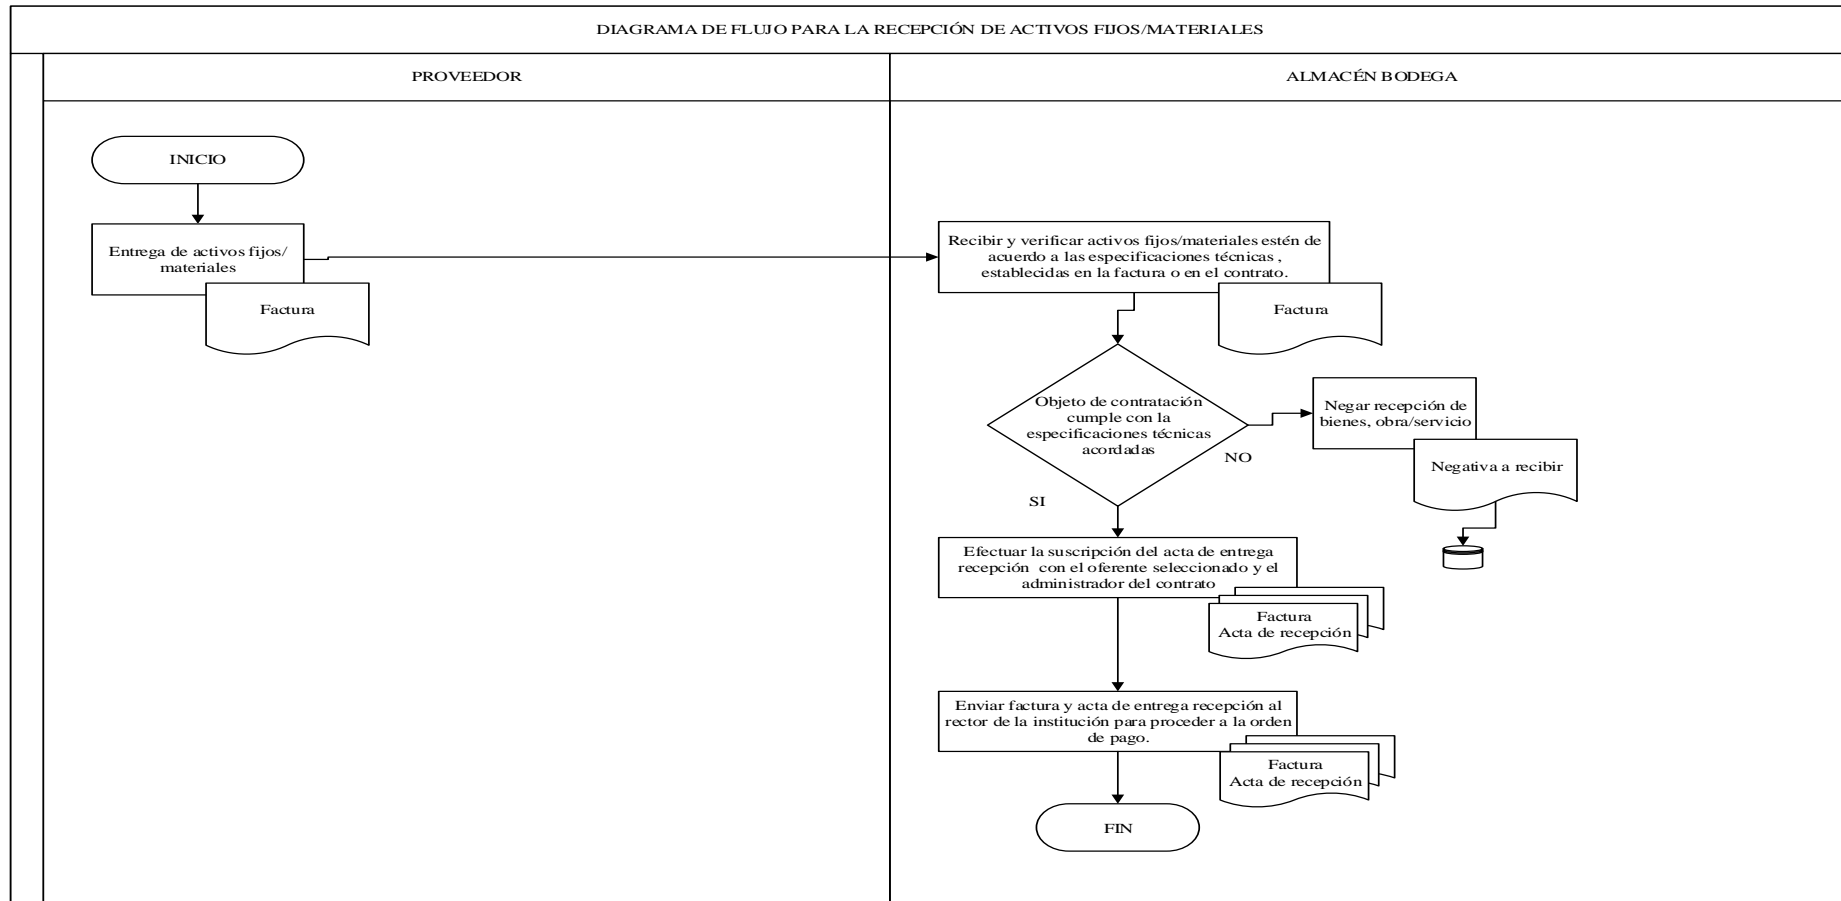 DIAGRAMA DE FLUJO PARA LA RECEPCIÓN DE ACTIVOS FIJOS/MATERIALES
PROVEEDOR
ALMACÉN BODEGA
INICIO
Entrega de activos fijos/
materiales
Factura
Recibir y verificar activos fijos/materiales estén de
acuerdo a las especificaciones técnicas ,
establecidas en la factura o en el contrato.
Factura
Objeto de contratación
cumple con la
especificaciones técnicas
acordadas
NO
Negar recepción de
bienes, obra/servicio
Negativa a recibir
SI
Efectuar la suscripción del acta de entrega
recepción con el oferente seleccionado y el
administrador del contrato
Factura
Acta de recepción
Enviar factura y acta de entrega recepción al
rector de la institución para proceder a la orden
de pago.
Factura
Acta de recepción
FIN